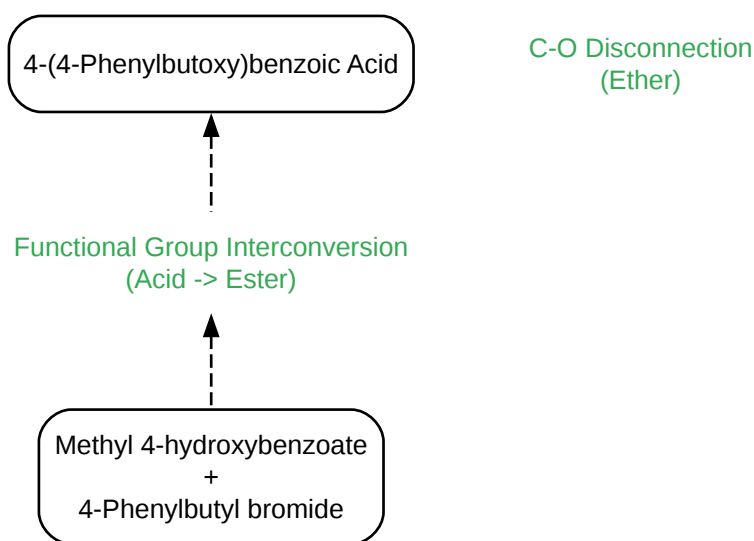 4-(4-Phenylbutoxy)benzoic Acid
C-O Disconnection
(Ether)
Functional Group Interconversion
(Acid -> Ester)
Methyl 4-hydroxybenzoate
+
4-Phenylbutyl bromide